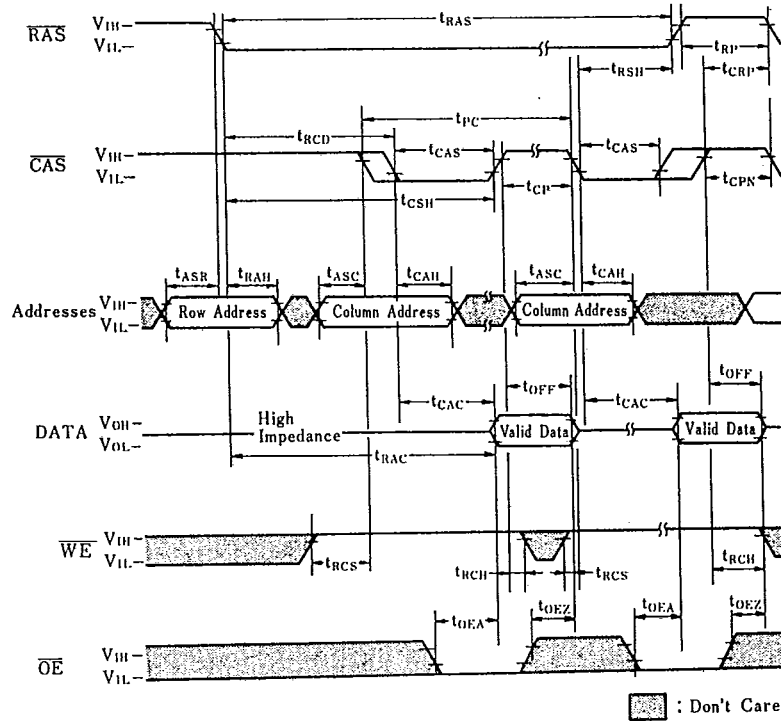 RAS VIH– tRAS
VIL– tRP
tRSH tCRP
tPC
tRCD
CAS VIH– tCAS tCAS
VIL– tCP tCPN
tCSH
tASR tRAH tASC tCAH tASC tCAH
Addresses VIH– Row Address Column Address Column Address
VIL–
tCAC tOFF tCAC tOFF
DATA VOH– High Impedance Valid Data Valid Data
VOL–
tRAC
WE VIH–
VIL– tRCS tRCH tRCS tRCH
tOEA tOEZ tOEA tOEZ
OE VIH–
VIL–
: Don't Care